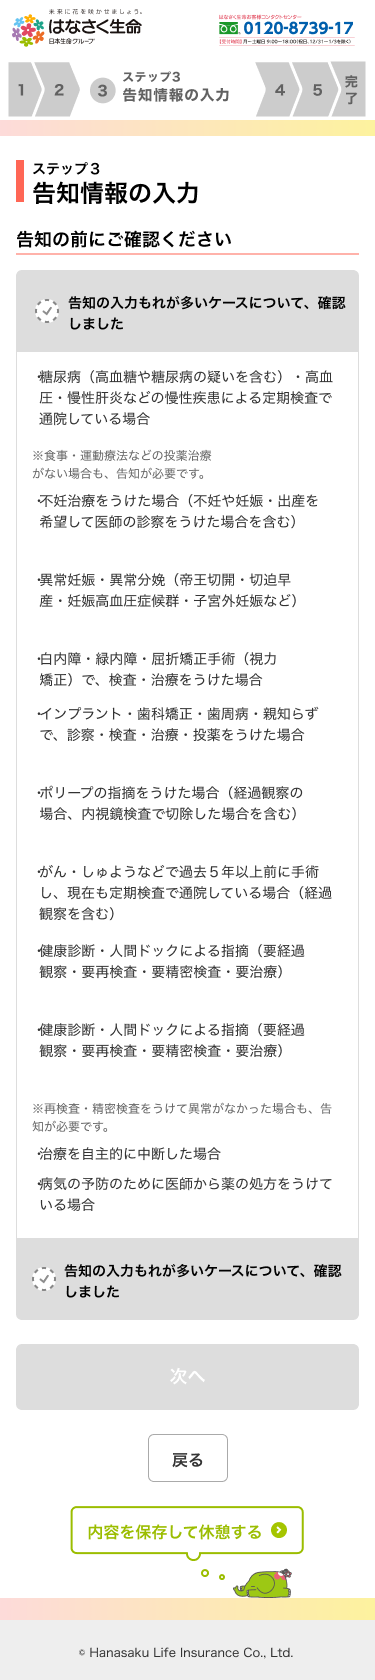 未来に花を咲かせましょう。
はなさく生命
日本生命グループ
はなさく生命お客様コンタクトセンター
0120-8739-17
【受付時間】月~土曜日 9:00~18:00(祝日、12/31~1/3を除く)
1 2 3 ステップ3
告知情報の入力
4 5 完了
ステップ3
告知情報の入力
告知の前にご確認ください
告知の入力もれが多いケースについて、確認
しました
・糖尿病（高血糖や糖尿病の疑いを含む）・高血
圧・慢性肝炎などの慢性疾患による定期検査で
通院している場合
※食事・運動療法などの投薬治療
がない場合も、告知が必要です。
・不妊治療をうけた場合（不妊や妊娠・出産を
希望して医師の診察をうけた場合を含む）
・異常妊娠・異常分娩（帝王切開・切迫早
産・妊娠高血圧症候群・子宮外妊娠など）
・白内障・緑内障・屈折矯正手術（視力
矯正）で、検査・治療をうけた場合
・インプラント・歯科矯正・歯周病・親知らず
で、診察・検査・治療・投薬をうけた場合
・ポリープの指摘をうけた場合（経過観察の
場合、内視鏡検査で切除した場合を含む）
・がん・しゅようなどで過去５年以上前に手術
し、現在も定期検査で通院している場合（経過
観察を含む）
・健康診断・人間ドックによる指摘（要経過
観察・要再検査・要精密検査・要治療）
・健康診断・人間ドックによる指摘（要経過
観察・要再検査・要精密検査・要治療）
※再検査・精密検査をうけて異常がなかった場合も、告
知が必要です。
・治療を自主的に中断した場合
・病気の予防のために医師から薬の処方をうけて
いる場合
告知の入力もれが多いケースについて、確認
しました
次へ
戻る
内容を保存して休憩する
© Hanasaku Life Insurance Co., Ltd.